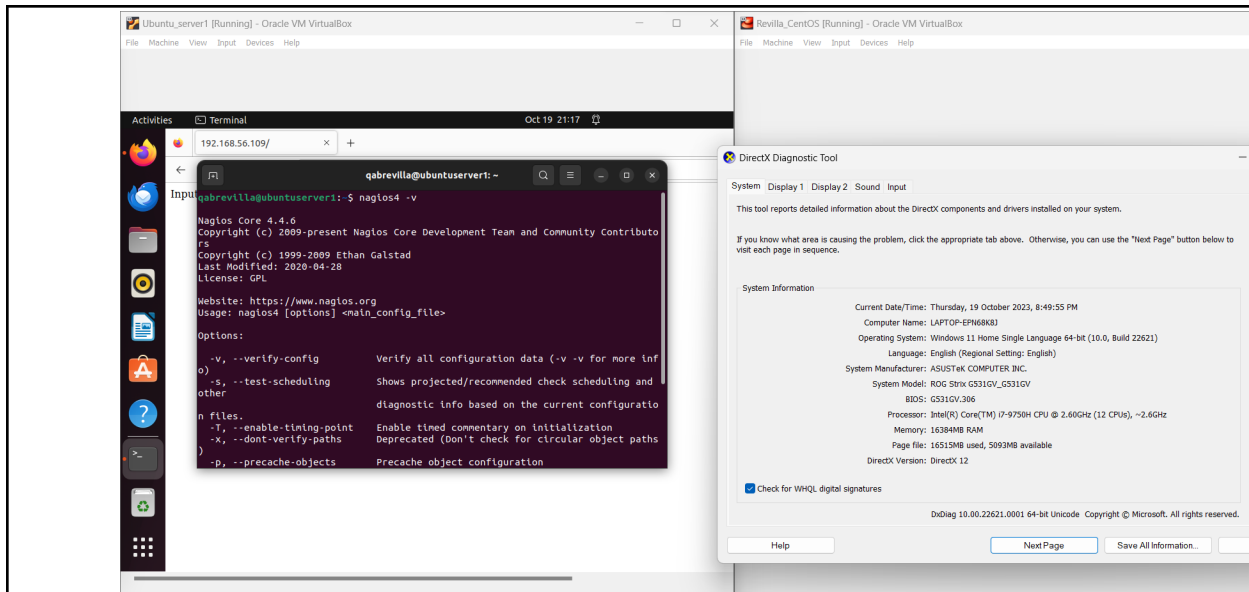 Ubuntu_server1 [Running] - Oracle VM VirtualBox
File Machine View Input Devices Help
Activities Terminal Oct 19 21:17
192.168.56.109/
qabrevilla@ubuntuserver1: ~
Inpu
qabrevilla@ubuntuserver1:~$ nagios4 -v
Nagios Core 4.4.6
Copyright (c) 2009-present Nagios Core Development Team and Community Contributo
rs
Copyright (c) 1999-2009 Ethan Galstad
Last Modified: 2020-04-28
License: GPL
Website: https://www.nagios.org
Usage: nagios4 [options] <main_config_file>
Options:
-v, --verify-config Verify all configuration data (-v -v for more inf
o)
-s, --test-scheduling Shows projected/recommended check scheduling and
other
diagnostic info based on the current configuratio
n files.
-T, --enable-timing-point Enable timed commentary on initialization
-x, --dont-verify-paths Deprecated (Don't check for circular object paths
)
-p, --precache-objects Precache object configuration
Revilla_CentOS [Running] - Oracle VM VirtualBox
File Machine View Input Devices Help
DirectX Diagnostic Tool
System Display 1 Display 2 Sound Input
This tool reports detailed information about the DirectX components and drivers installed on your system.
If you know what area is causing the problem, click the appropriate tab above. Otherwise, you can use the "Next Page" button below to
visit each page in sequence.
System Information
Current Date/Time: Thursday, 19 October 2023, 8:49:55 PM
Computer Name: LAPTOP-EPN68K8J
Operating System: Windows 11 Home Single Language 64-bit (10.0, Build 22621)
Language: English (Regional Setting: English)
System Manufacturer: ASUSTeK COMPUTER INC.
System Model: ROG Strix G531GV_G531GV
BIOS: G531GV.306
Processor: Intel(R) Core(TM) i7-9750H CPU @ 2.60GHz (12 CPUs), ~2.6GHz
Memory: 16384MB RAM
Page file: 16515MB used, 5093MB available
DirectX Version: DirectX 12
Check for WHQL digital signatures
DxDiag 10.00.22621.0001 64-bit Unicode Copyright © Microsoft. All rights reserved.
Help Next Page Save All Information...